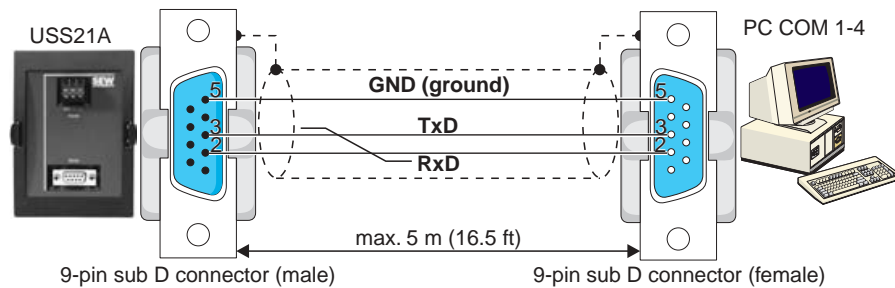 USS21A
PC COM 1-4
SEW
GND (ground)
5
5
TxD
3
3
2
2
RxD
max. 5 m (16.5 ft)
9-pin sub D connector (male)
9-pin sub D connector (female)